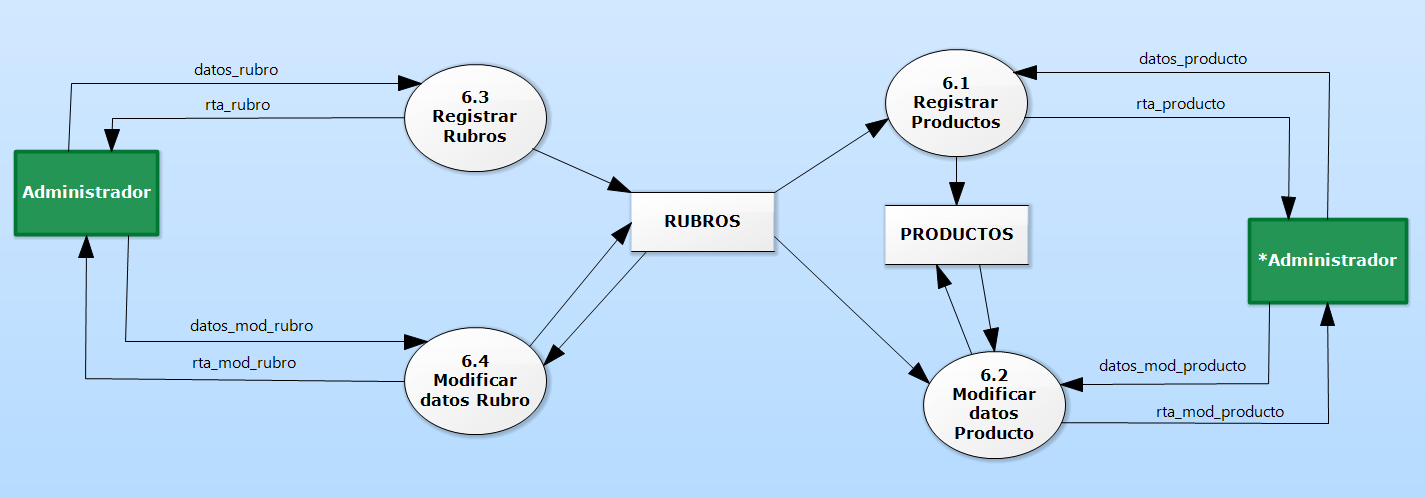 datos_rubro
rta_rubro
6.3
Registrar
Rubros
Administrador
datos_mod_rubro
rta_mod_rubro
6.4
Modificar
datos Rubro
RUBROS
6.1
Registrar
Productos
datos_producto
rta_producto
PRODUCTOS
*Administrador
6.2
Modificar
datos
Producto
datos_mod_producto
rta_mod_producto